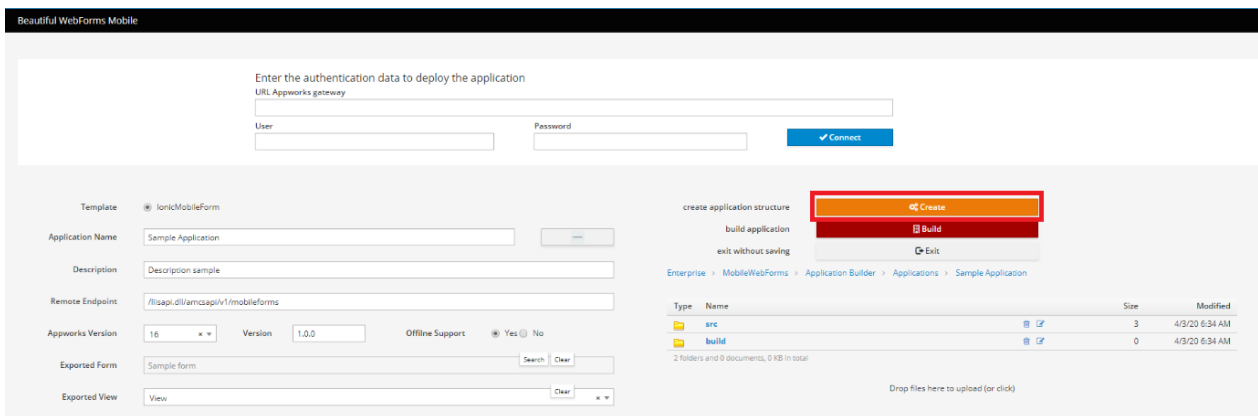 Beautiful WebForms Mobile
Enter the authentication data to deploy the application
URL Appworks gateway
User Password
Connect
Template IonicMobileForm
Application Name Sample Application
Description Description sample
Remote Endpoint /llisapi.dll/amcsapi/v1/mobileforms
Appworks Version 16 × Version 1.0.0 Offilne Support Yes No
Exported Form Sample form Search Clear
Exported View View Clear ×
create application structure Create
build application Build
exit without saving Exit
Enterprise › MobileWebForms › Application Builder › Applications › Sample Application
Type Name Size Modified
src 3 4/3/20 6:34 AM
build 0 4/3/20 6:34 AM
2 folders and 0 documents, 0 KB in total
Drop files here to upload (or click)